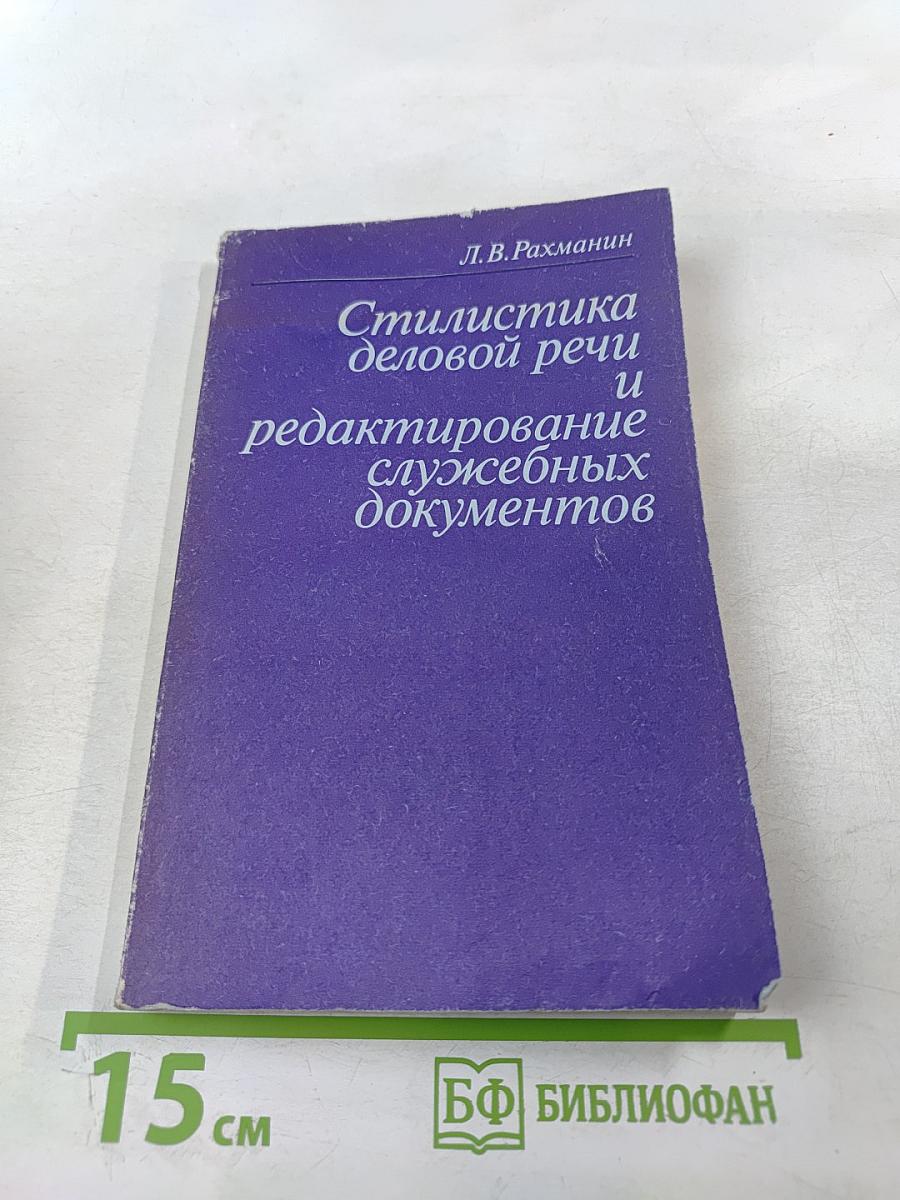 Л. В. Рахманин
Стилистика
деловой речи
и
редактирование
служебных
документов
15 см
БФ БИБЛИОФАН